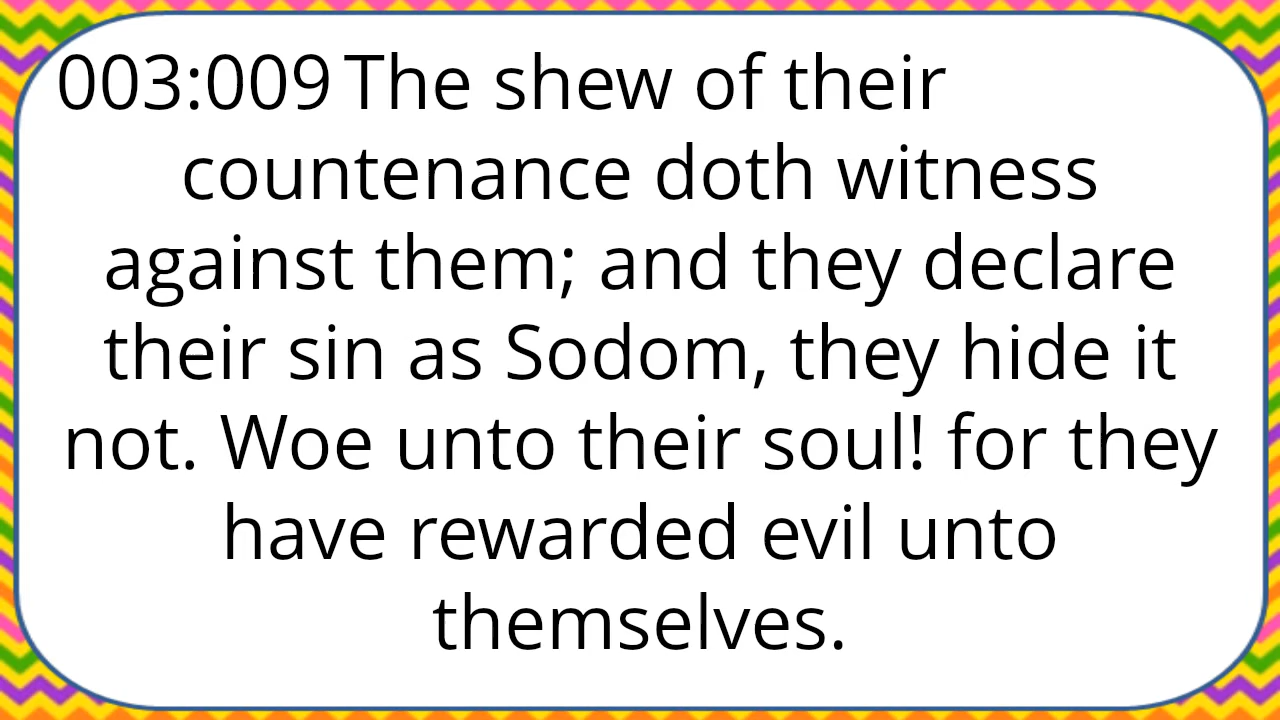 003:009 The shew of their
countenance doth witness
against them; and they declare
their sin as Sodom, they hide it
not. Woe unto their soul! for they
have rewarded evil unto
themselves.